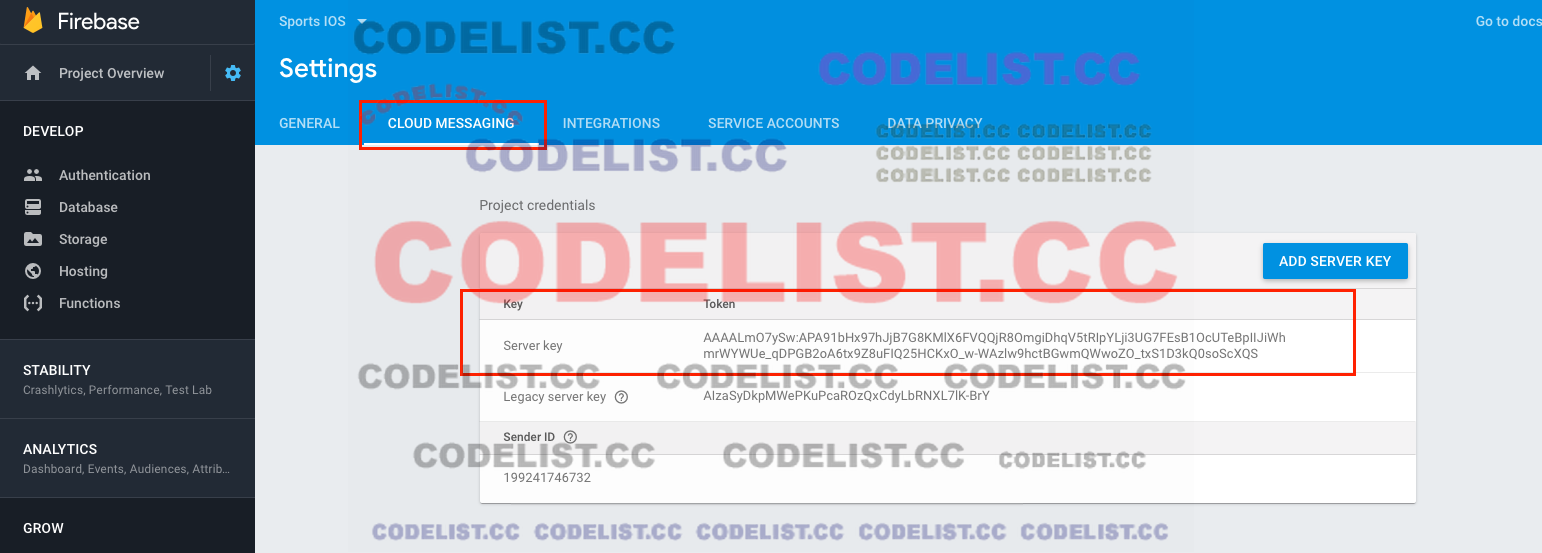 Firebase
Sports IOS
Go to docs
CODELIST.CC
Settings
CODELIST.CC
Project Overview
CODELIST.CC
GENERAL
CLOUD MESSAGING
INTEGRATIONS
SERVICE ACCOUNTS
DATA PRIVACY
DEVELOP
CODELIST.CC CODELIST.CC
CODELIST.CC CODELIST.CC
CODELIST.CC CODELIST.CC
CODELIST.CC
Authentication
Database
Storage
Hosting
Functions
Project credentials
CODELIST.CC
ADD SERVER KEY
Key Token
Server key
AAAALmO7ySw:APA91bHx97hJjB7G8KMlX6FVQQjR8OmgiDhqV5tRlpYLji3UG7FEsB1OcUTeBpIIJiWh
mrWYWUe_qDPGB2oA6tx9Z8uFIQ25HCKxO_w-WAzlw9hctBGwmQWwoZO_txS1D3kQ0soScXQS
CODELIST.CC CODELIST.CC CODELIST.CC
Legacy server key AIzaSyDkpMWePKuPcaROzQxCdyLbRNXL7lK-BrY
STABILITY
Crashlytics, Performance, Test Lab
Sender ID
CODELIST.CC CODELIST.CC CODELIST.CC
199241746732
ANALYTICS
Dashboard, Events, Audiences, Attrib...
GROW
CODELIST.CC CODELIST.CC CODELIST.CC CODELIST.CC CODELIST.CC